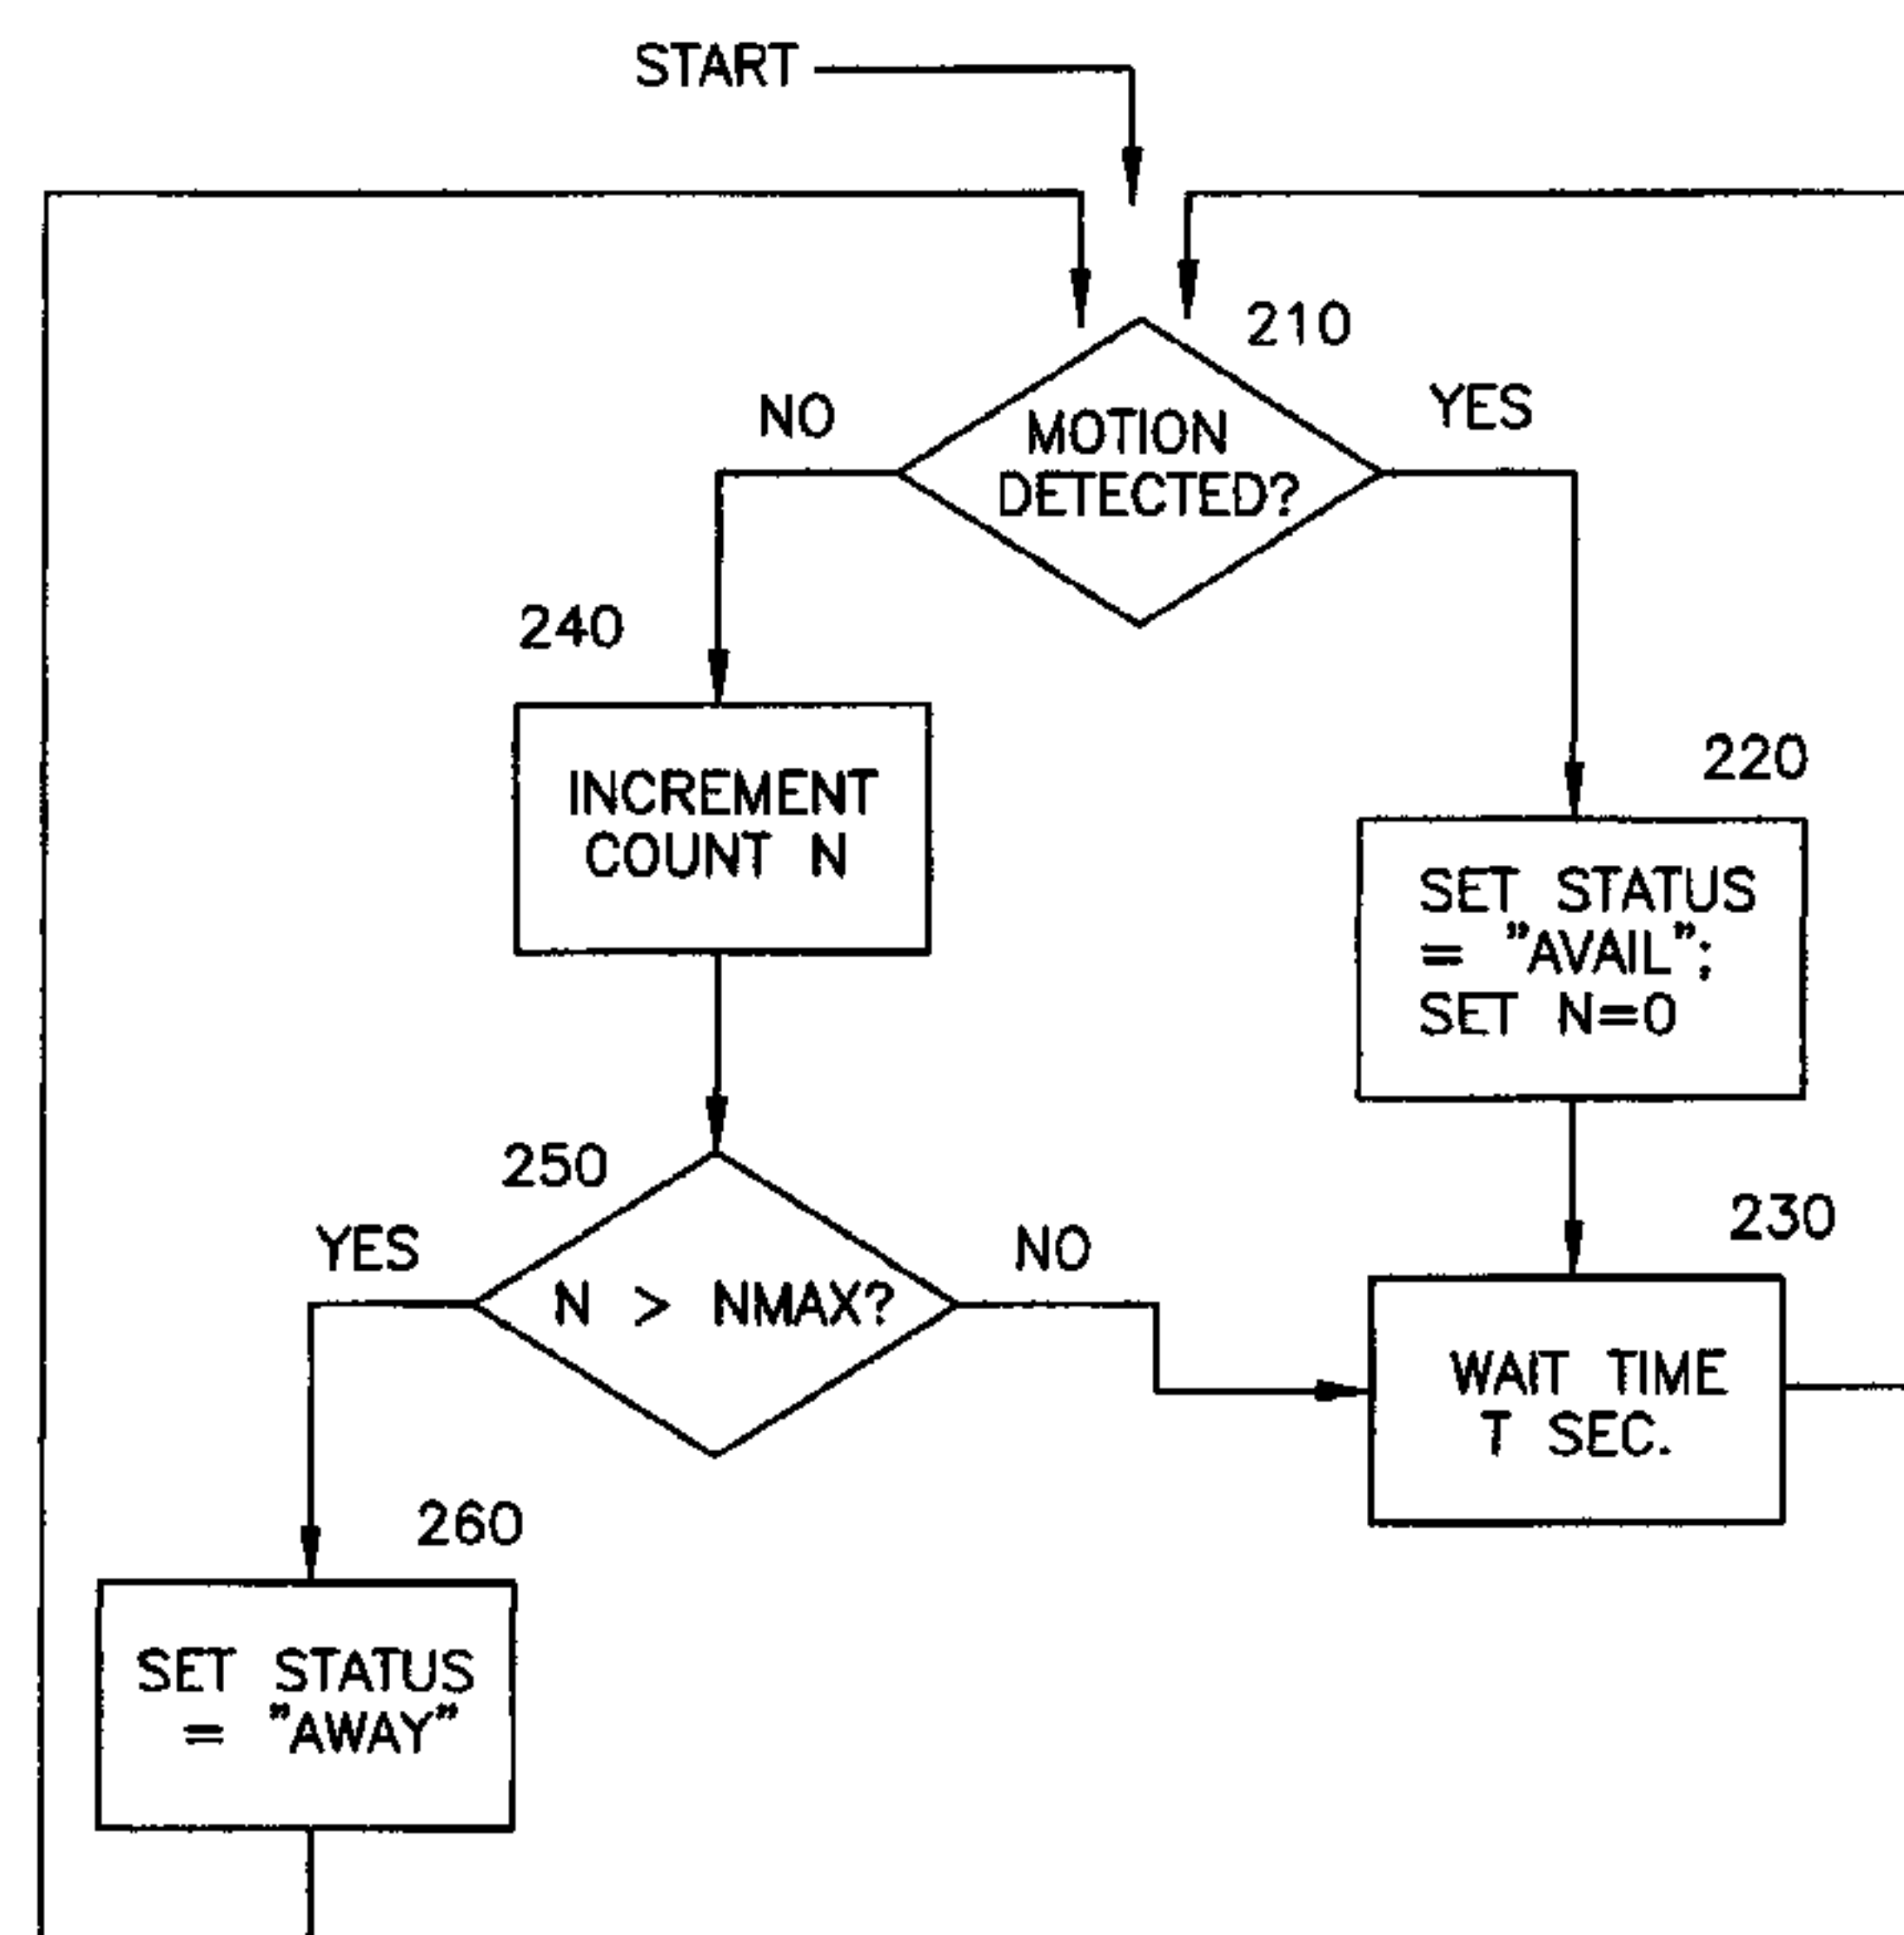 START
210
NO
YES
MOTION
DETECTED?
240
INCREMENT
COUNT N
220
SET STATUS
= "AVAIL";
SET N=0
250
YES
NO
N > NMAX?
230
WAIT TIME
T SEC.
260
SET STATUS
= "AWAY"